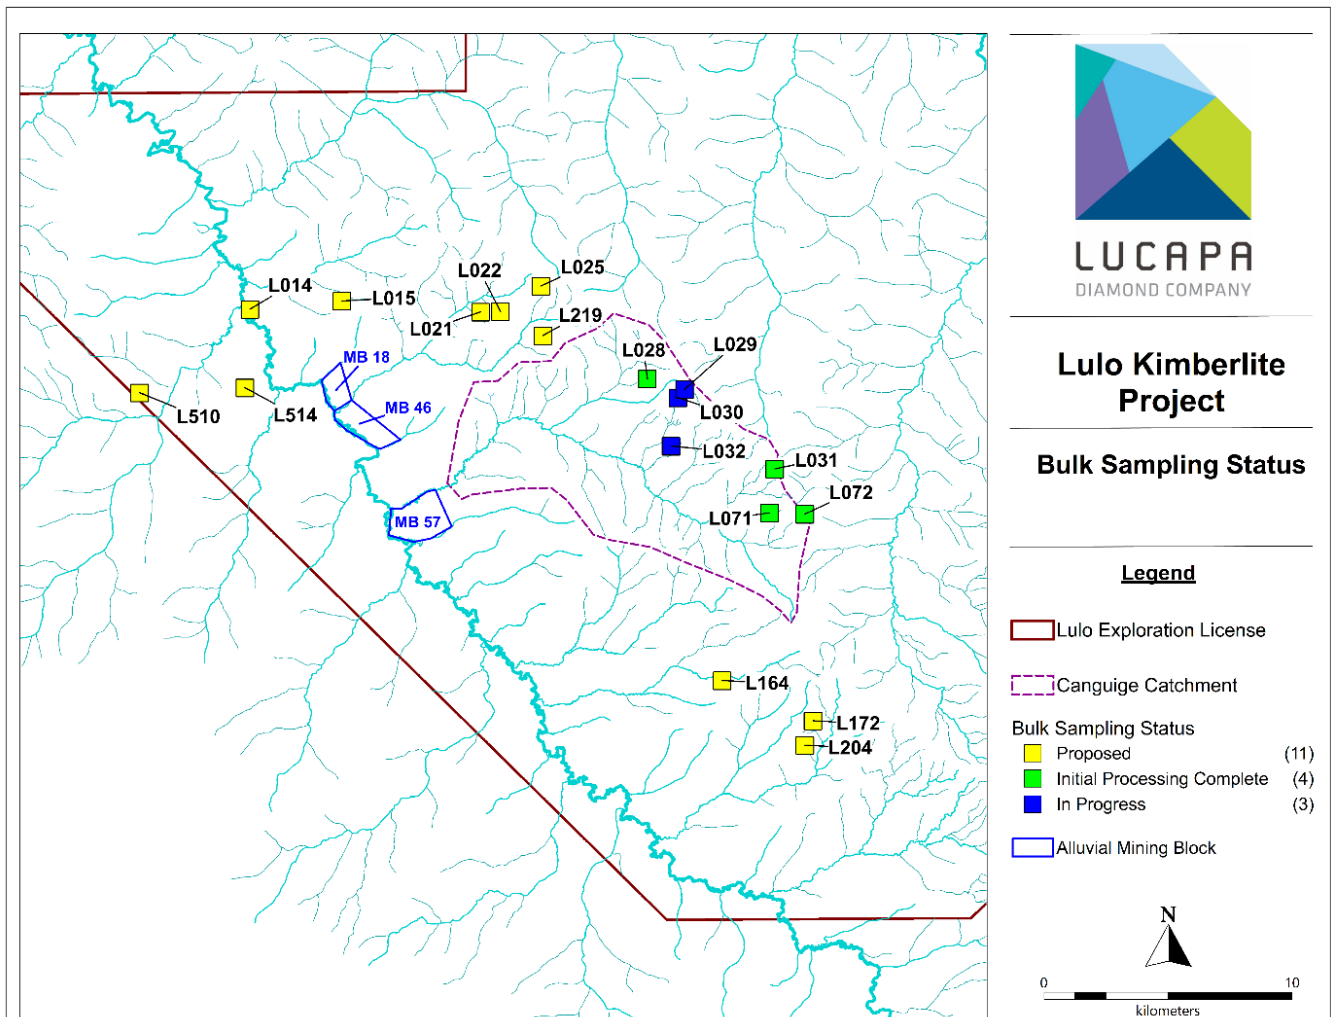 L022
L025
L014
L015
L021
L219
L029
MB 18
L028
MB 46
L030
L510
L514
L032
L031
L072
MB 57
L071
L164
L172
L204
LUCAPA
DIAMOND COMPANY
Lulo Kimberlite
Project
Bulk Sampling Status
Legend
Lulo Exploration License
Canguige Catchment
Bulk Sampling Status
Proposed (11)
Initial Processing Complete (4)
In Progress (3)
Alluvial Mining Block
N
0 10
kilometers